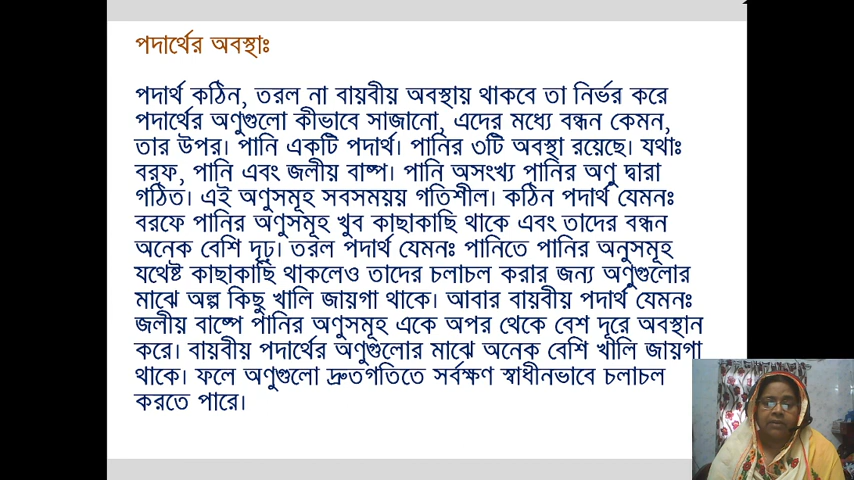 পদার্থের অবস্থাঃ
পদার্থ কঠিন, তরল না বায়বীয় অবস্থায় থাকবে তা নির্ভর করে
পদার্থের অণুগুলো কীভাবে সাজানো, এদের মধ্যে বন্ধন কেমন,
তার উপর। পানি একটি পদার্থ। পানির ৩টি অবস্থা রয়েছে। যথাঃ
বরফ, পানি এবং জলীয় বাষ্প। পানি অসংখ্য পানির অণু দ্বারা
গঠিত। এই অণুসমূহ সবসময়য় গতিশীল। কঠিন পদার্থ যেমনঃ
বরফে পানির অণুসমূহ খুব কাছাকাছি থাকে এবং তাদের বন্ধন
অনেক বেশি দৃঢ়। তরল পদার্থ যেমনঃ পানিতে পানির অনুসমূহ
যথেষ্ট কাছাকাছি থাকলেও তাদের চলাচল করার জন্য অণুগুলোর
মাঝে অল্প কিছু খালি জায়গা থাকে। আবার বায়বীয় পদার্থ যেমনঃ
জলীয় বাষ্পে পানির অণুসমূহ একে অপর থেকে বেশ দূরে অবস্থান
করে। বায়বীয় পদার্থের অণুগুলোর মাঝে অনেক বেশি খালি জায়গা
থাকে। ফলে অণুগুলো দ্রুতগতিতে সর্বক্ষণ স্বাধীনভাবে চলাচল
করতে পারে।